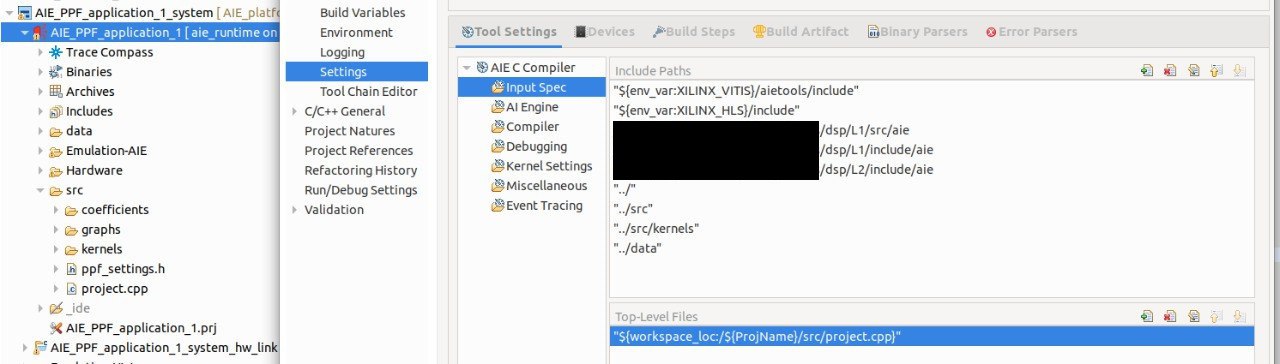 AIE_PPF_application_1_system [ AIE_platfo
AIE_PPF_application_1 [ aie_runtime on
Trace Compass
Binaries
Archives
Includes
data
Emulation-AIE
Hardware
src
coefficients
graphs
kernels
ppf_settings.h
project.cpp
_ide
AIE_PPF_application_1.prj
AIE_PPF_application_1_system_hw_link
Build Variables
Environment
Logging
Settings
Tool Chain Editor
C/C++ General
Project Natures
Project References
Refactoring History
Run/Debug Settings
Validation
Tool Settings Devices Build Steps Build Artifact Binary Parsers Error Parsers
AIE C Compiler
Input Spec
AI Engine
Compiler
Debugging
Kernel Settings
Miscellaneous
Event Tracing
Include Paths
"${env_var:XILINX_VITIS}/aietools/include"
"${env_var:XILINX_HLS}/include"
/dsp/L1/src/aie
/dsp/L1/include/aie
/dsp/L2/include/aie
"../"
"../src"
"../src/kernels"
"../data"
Top-Level Files
"${workspace_loc:/${ProjName}/src/project.cpp}"